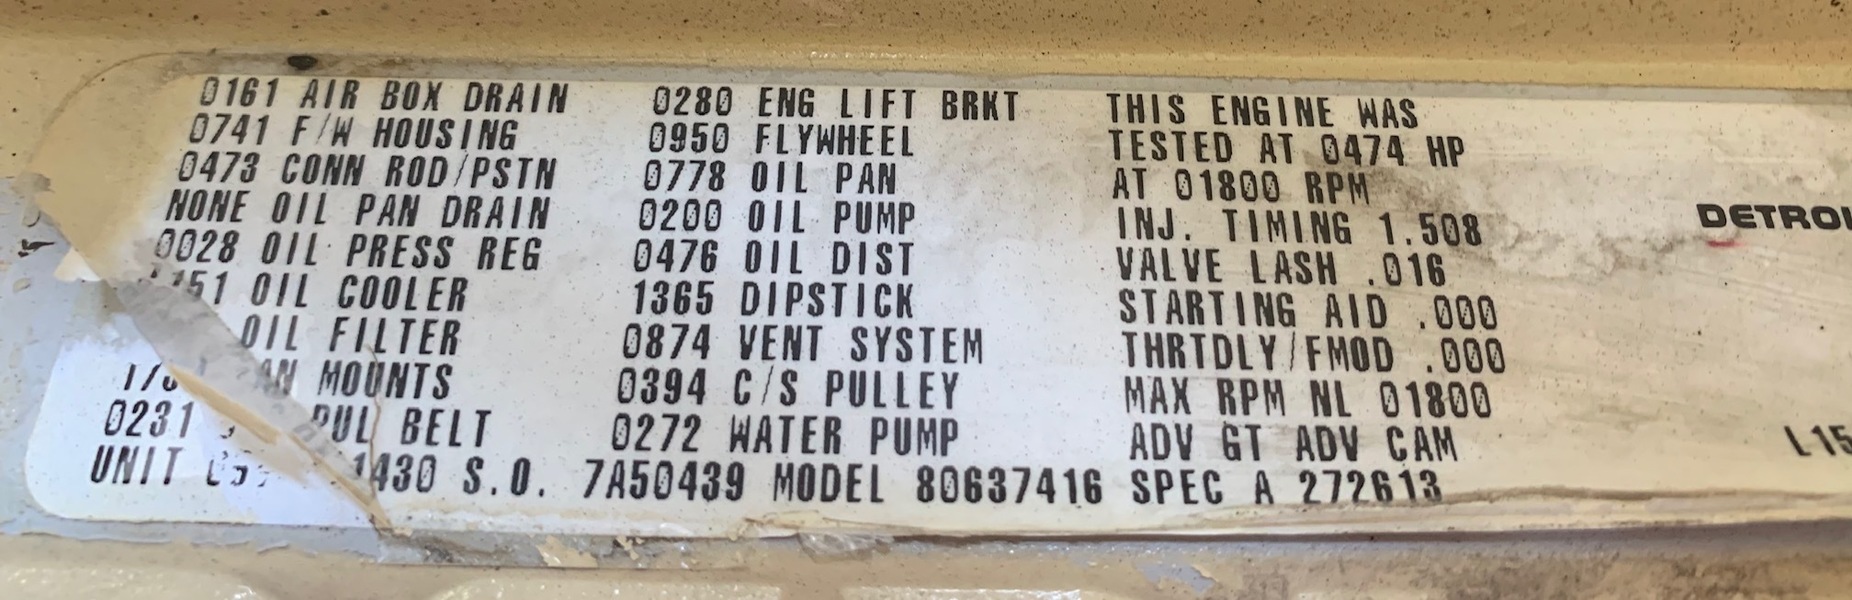 0161 AIR BOX DRAIN 0280 ENG LIFT BRKT THIS ENGINE WAS
0741 F/W HOUSING 0950 FLYWHEEL TESTED AT 0474 HP
0473 CONN ROD/PSTN 0778 OIL PAN AT 01800 RPM
NONE OIL PAN DRAIN 0200 OIL PUMP INJ. TIMING 1.508
0028 OIL PRESS REG 0476 OIL DIST VALVE LASH .016
OIL COOLER 1365 DIPSTICK STARTING AID .000
OIL FILTER 0874 VENT SYSTEM THRTDLY/FMOD .000
MOUNTS 0394 C/S PULLEY MAX RPM NL 01800
0231 PUL BELT 0272 WATER PUMP ADV GT ADV CAM
UNIT 1430 S.O. 7A50439 MODEL 80637416 SPEC A 272613
DETROI
L15